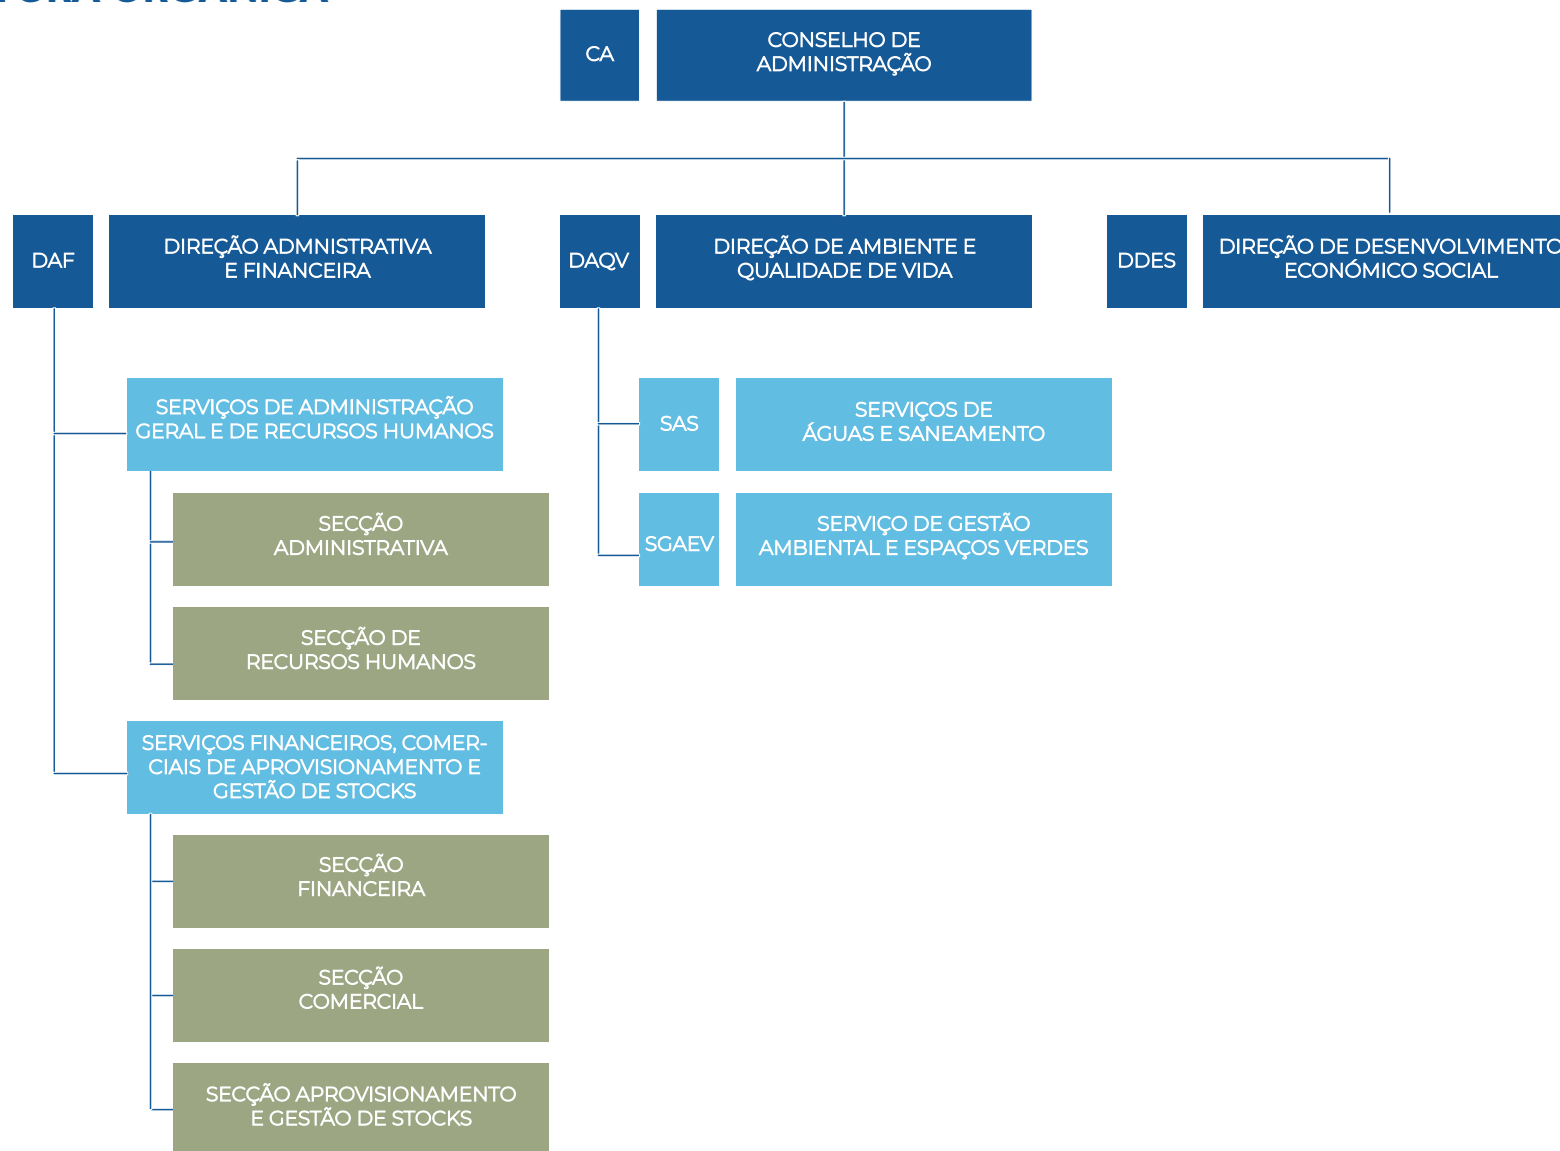 ORGÂNICA
CA
CONSELHO DE
ADMINISTRAÇÃO
DAF
DIREÇÃO ADMNISTRATIVA
E FINANCEIRA
DAQV
DIREÇÃO DE AMBIENTE E
QUALIDADE DE VIDA
DDES
DIREÇÃO DE DESENVOLVIMENTO
ECONÓMICO SOCIAL
SERVIÇOS DE ADMINISTRAÇÃO
GERAL E DE RECURSOS HUMANOS
SECÇÃO
ADMINISTRATIVA
SECÇÃO DE
RECURSOS HUMANOS
SERVIÇOS FINANCEIROS, COMER-
CIAIS DE APROVISIONAMENTO E
GESTÃO DE STOCKS
SECÇÃO
FINANCEIRA
SECÇÃO
COMERCIAL
SECÇÃO APROVISIONAMENTO
E GESTÃO DE STOCKS
SAS
SERVIÇOS DE
ÁGUAS E SANEAMENTO
SGAEV
SERVIÇO DE GESTÃO
AMBIENTAL E ESPAÇOS VERDES